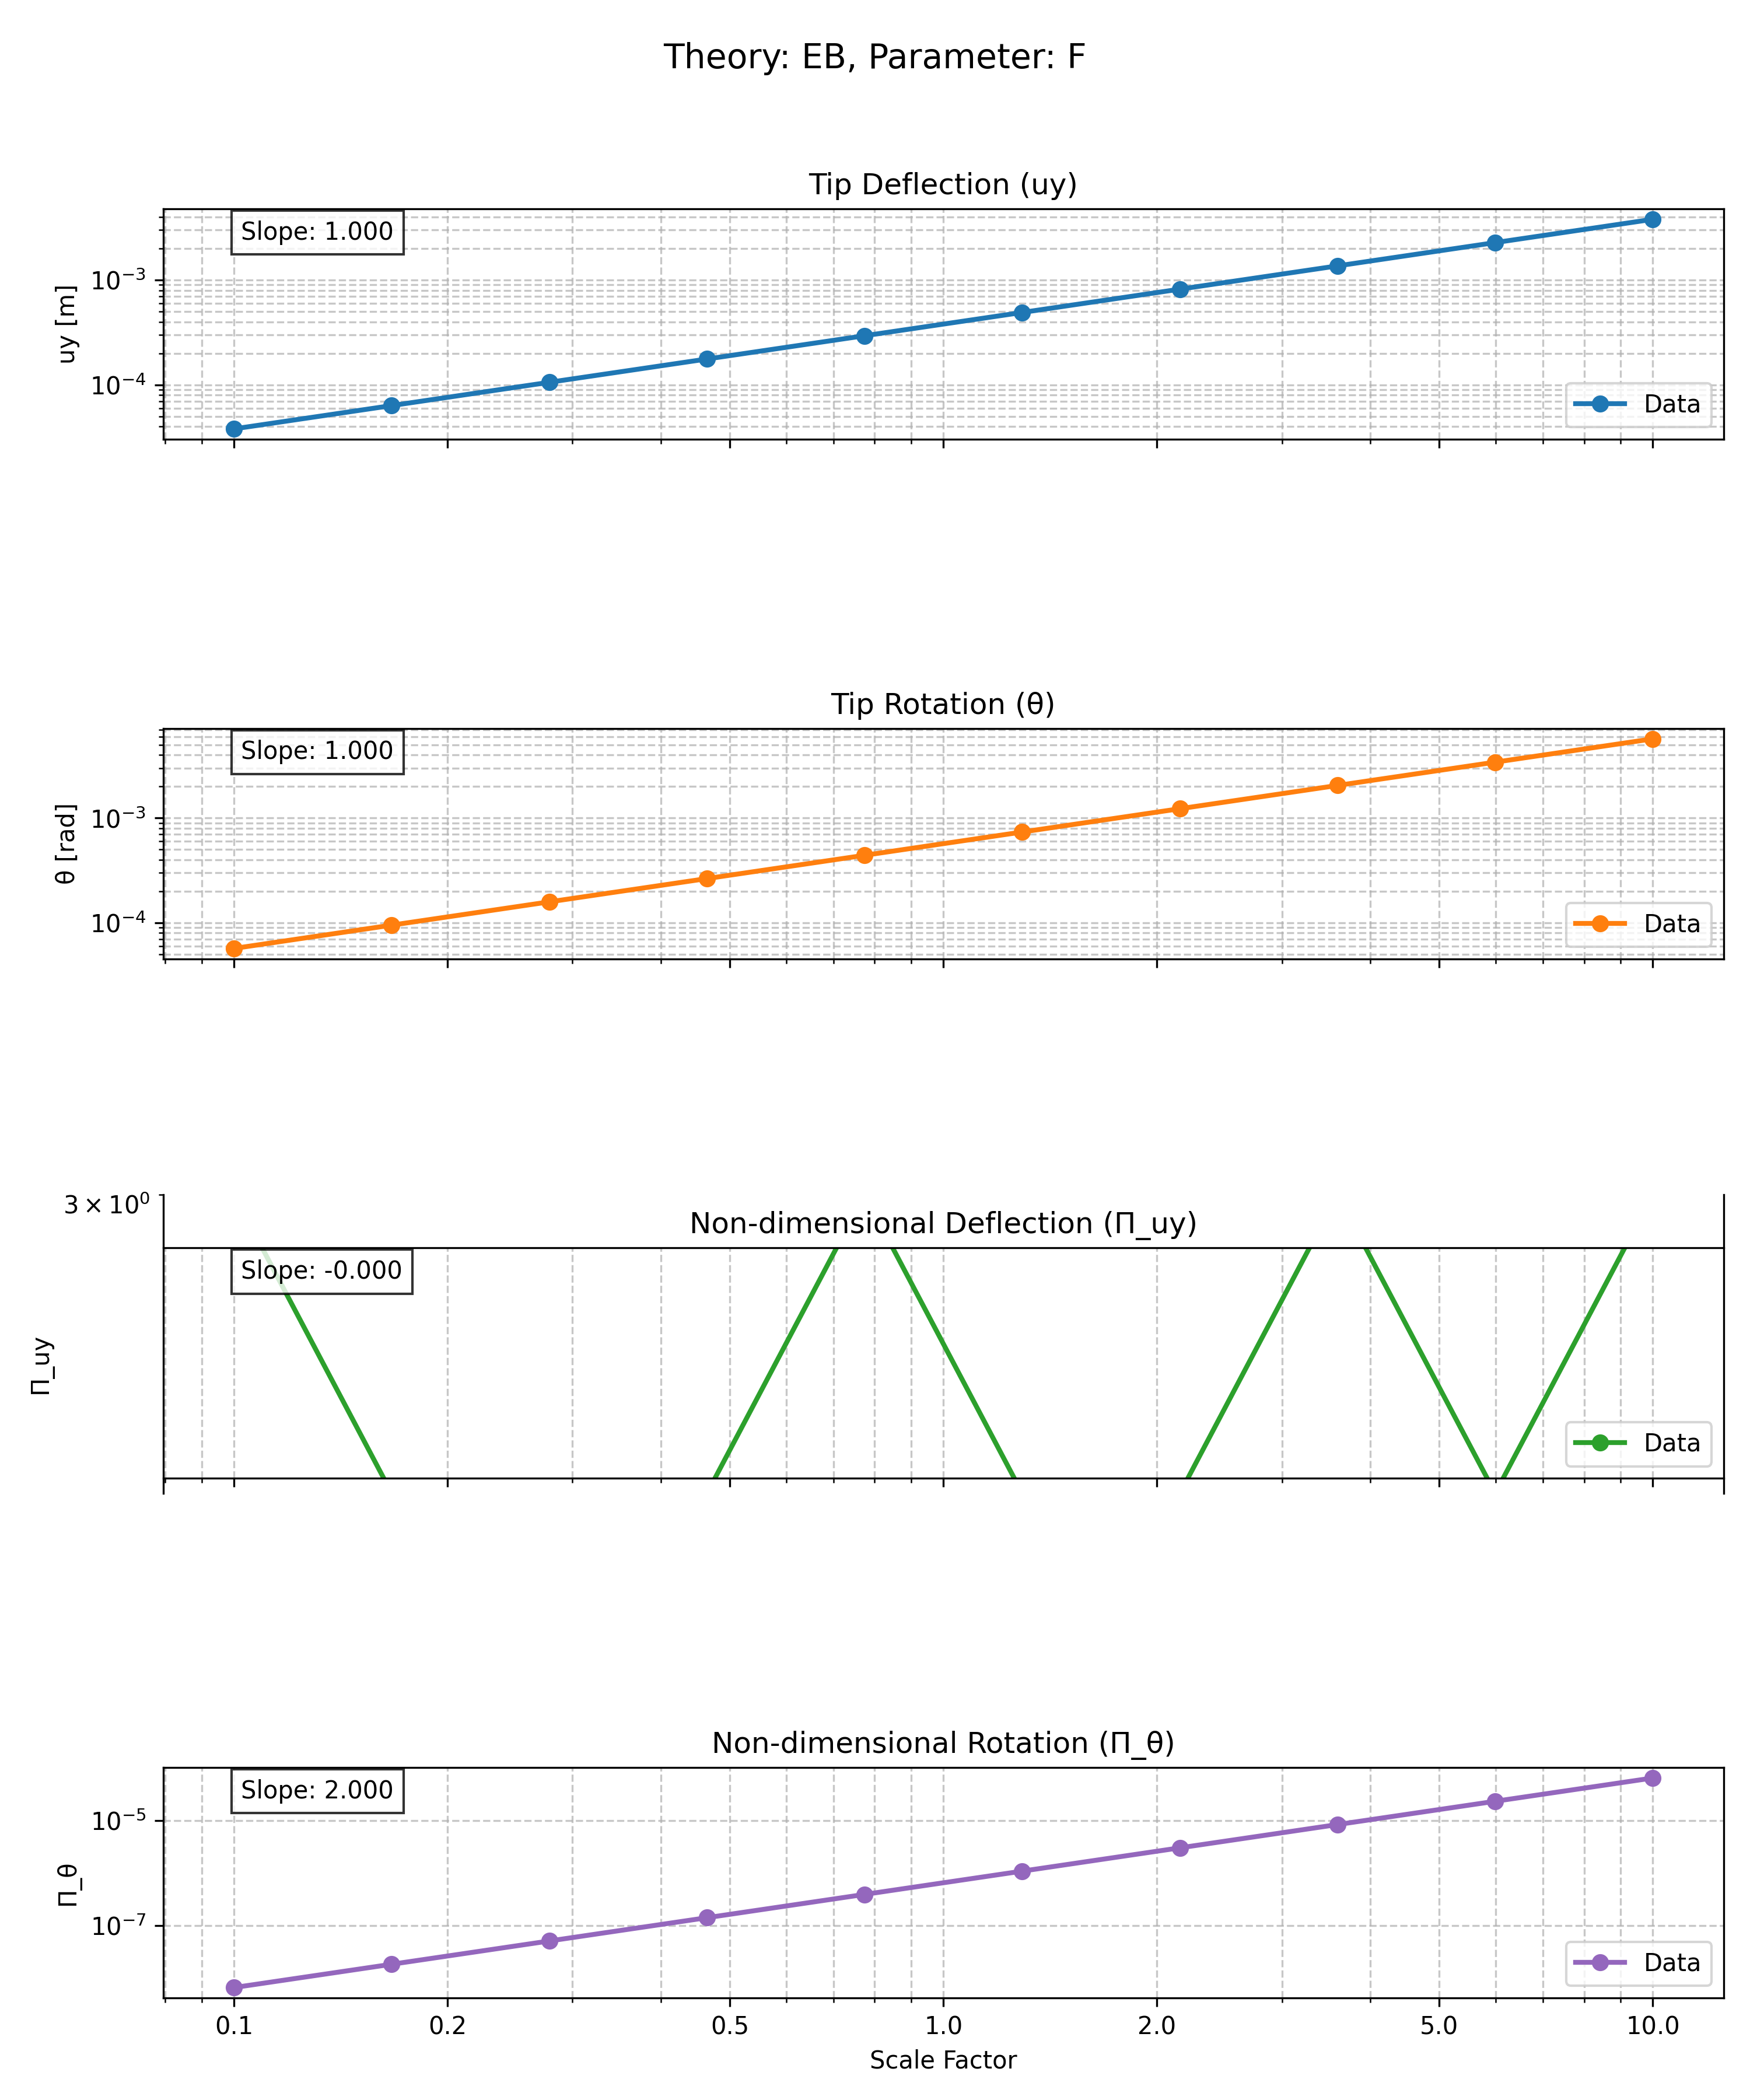 Theory: EB, Parameter: F
Tip Deflection (uy)
Slope: 1.000
uy [m]
10⁻³
10⁻⁴
Data
Tip Rotation (θ)
Slope: 1.000
θ [rad]
10⁻³
10⁻⁴
Data
3 × 10⁰
Non-dimensional Deflection (Π_uy)
Slope: -0.000
Π_uy
Data
Non-dimensional Rotation (Π_θ)
Slope: 2.000
Π_θ
10⁻⁵
10⁻⁷
Data
0.1 0.2 0.5 1.0 2.0 5.0 10.0
Scale Factor